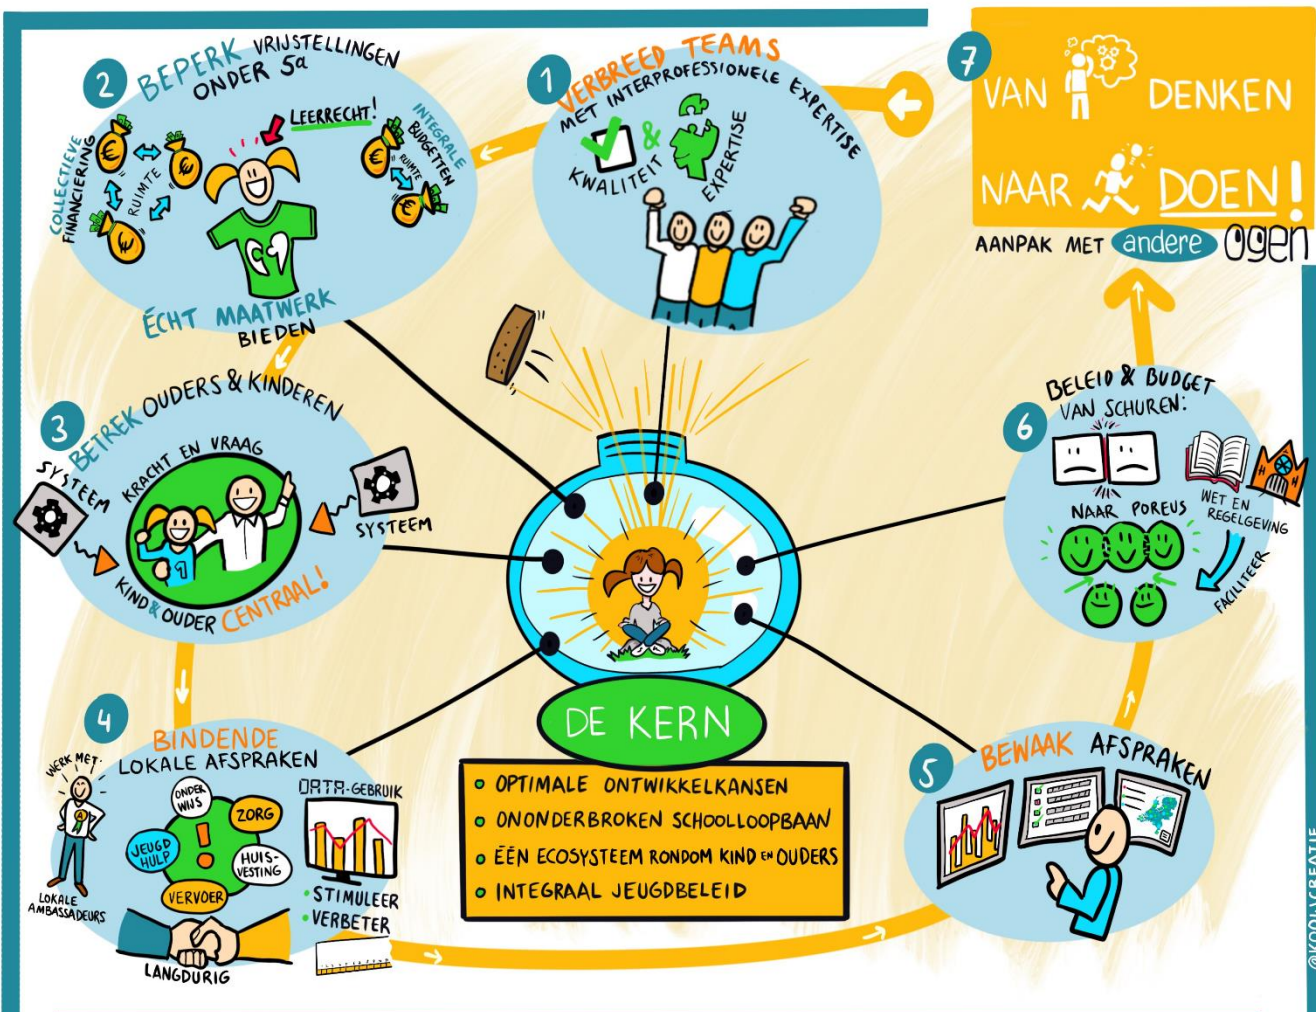 1
VERBREED TEAMS
MET INTERPROFESSIONELE EXPERTISE
&
KWALITEIT
EXPERTISE
2
BEPERK VRIJSTELLINGEN
ONDER 5a
LEERRECHT!
COLLECTIEVE
FINANCIERING
RUIMTE
INTEGRALE
BUDGETTEN
RUIMTE
ÉCHT MAATWERK
BIEDEN
3
BETREK OUDERS & KINDEREN
KRACHT EN VRAAG
SYSTEEM
SYSTEEM
1
KIND & OUDER CENTRAAL!
4
BINDENDE
LOKALE AFSPRAKEN
WERK MET:
LOKALE
AMBASSADEURS
ONDER
WIJS
ZORG
JEUGD
HULP
!
HUIS-
VESTING
VERVOER
LANGDURIG
DATA-GEBRUIK
• STIMULEER
• VERBETER
DE KERN
• OPTIMALE ONTWIKKELKANSEN
• ONONDERBROKEN SCHOOLLOOPBAAN
• ÉÉN ECOSYSTEEM RONDOM KIND EN OUDERS
• INTEGRAAL JEUGDBELEID
5
BEWAAK AFSPRAKEN
6
BELEID & BUDGET
VAN SCHUREN:
NAAR POREUS
WET EN
REGELGEVING
FACILITEER
7
VAN DENKEN
NAAR DOEN!
AANPAK MET andere ogen